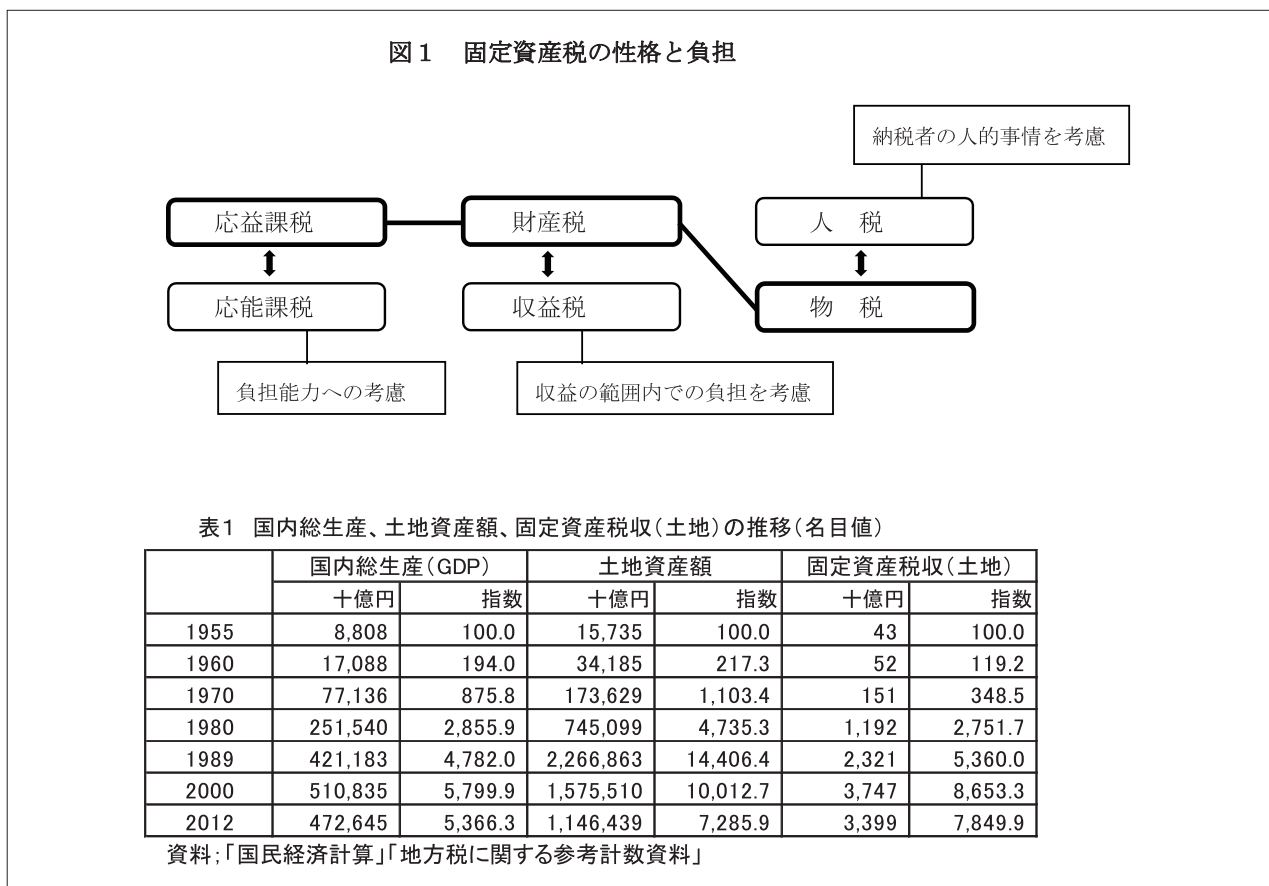 図１　固定資産税の性格と負担
納税者の人的事情を考慮
応益課税　財産税　人　税
応能課税　収益税　物　税
負担能力への考慮　収益の範囲内での負担を考慮
表1　国内総生産、土地資産額、固定資産税収（土地）の推移（名目値）
国内総生産（GDP）　土地資産額　固定資産税収（土地）
十億円　指数　十億円　指数　十億円　指数
1955　8,808　100.0　15,735　100.0　43　100.0
1960　17,088　194.0　34,185　217.3　52　119.2
1970　77,136　875.8　173,629　1,103.4　151　348.5
1980　251,540　2,855.9　745,099　4,735.3　1,192　2,751.7
1989　421,183　4,782.0　2,266,863　14,406.4　2,321　5,360.0
2000　510,835　5,799.9　1,575,510　10,012.7　3,747　8,653.3
2012　472,645　5,366.3　1,146,439　7,285.9　3,399　7,849.9
資料；「国民経済計算」「地方税に関する参考計数資料」